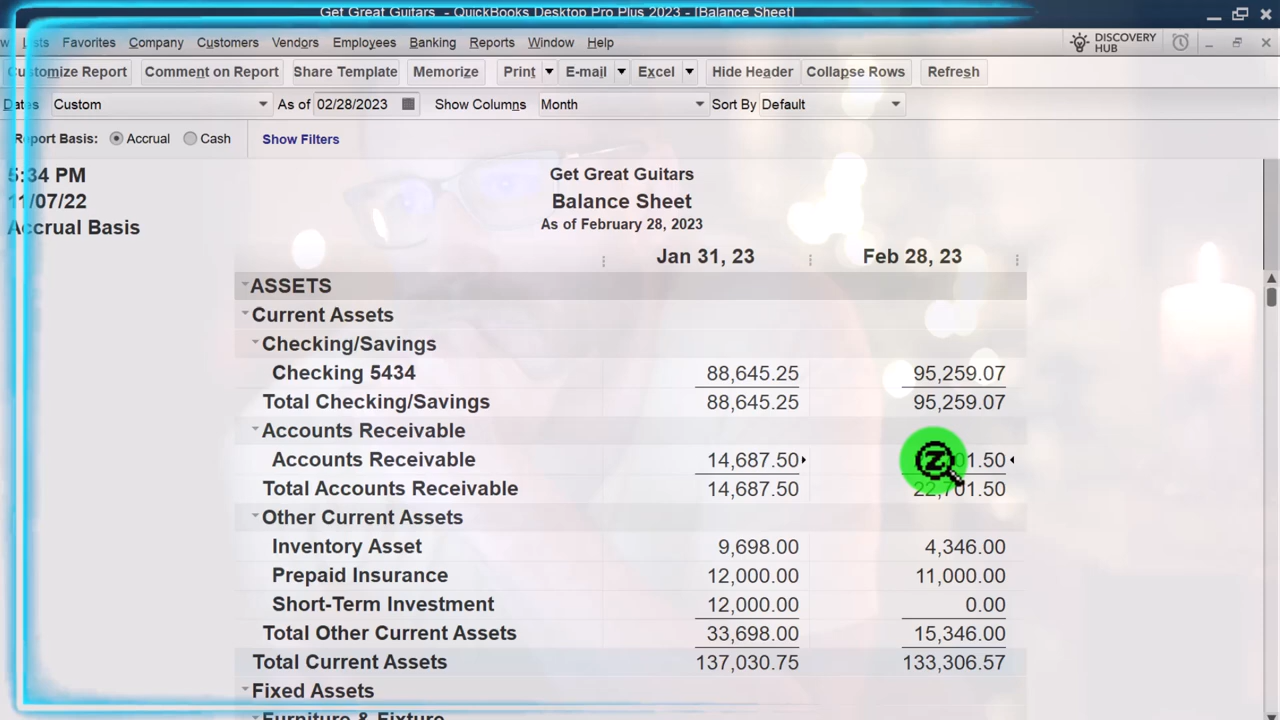 Get Great Guitars - QuickBooks Desktop Pro Plus 2023 - [Balance Sheet]
Lists Favorites Company Customers Vendors Employees Banking Reports Window Help DISCOVERY HUB
Customize Report Comment on Report Share Template Memorize Print E-mail Excel Hide Header Collapse Rows Refresh
Dates Custom As of 02/28/2023 Show Columns Month Sort By Default
Report Basis: Accrual Cash Show Filters
5:34 PM
11/07/22
Accrual Basis
Get Great Guitars
Balance Sheet
As of February 28, 2023
Jan 31, 23 Feb 28, 23
ASSETS
Current Assets
Checking/Savings
Checking 5434 88,645.25 95,259.07
Total Checking/Savings 88,645.25 95,259.07
Accounts Receivable
Accounts Receivable 14,687.50
Total Accounts Receivable 14,687.50 22,701.50
Other Current Assets
Inventory Asset 9,698.00 4,346.00
Prepaid Insurance 12,000.00 11,000.00
Short-Term Investment 12,000.00 0.00
Total Other Current Assets 33,698.00 15,346.00
Total Current Assets 137,030.75 133,306.57
Fixed Assets
Furniture & Fixture